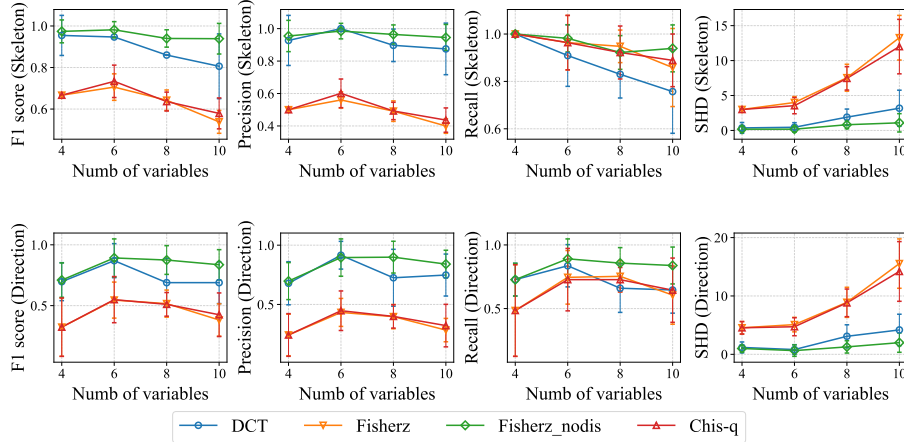 F1 score (Skeleton)
1.0
0.8
0.6
4 6 8 10
Numb of variables
Precision (Skeleton)
1.0
0.8
0.6
0.4
4 6 8 10
Numb of variables
Recall (Skeleton)
1.0
0.8
0.6
4 6 8 10
Numb of variables
SHD (Skeleton)
15
10
5
0
4 6 8 10
Numb of variables
F1 score (Direction)
1.0
0.5
4 6 8 10
Numb of variables
Precision (Direction)
1.0
0.5
4 6 8 10
Numb of variables
Recall (Direction)
1.0
0.5
4 6 8 10
Numb of variables
SHD (Direction)
20
10
0
4 6 8 10
Numb of variables
DCT Fisherz Fisherz_nodis Chis-q